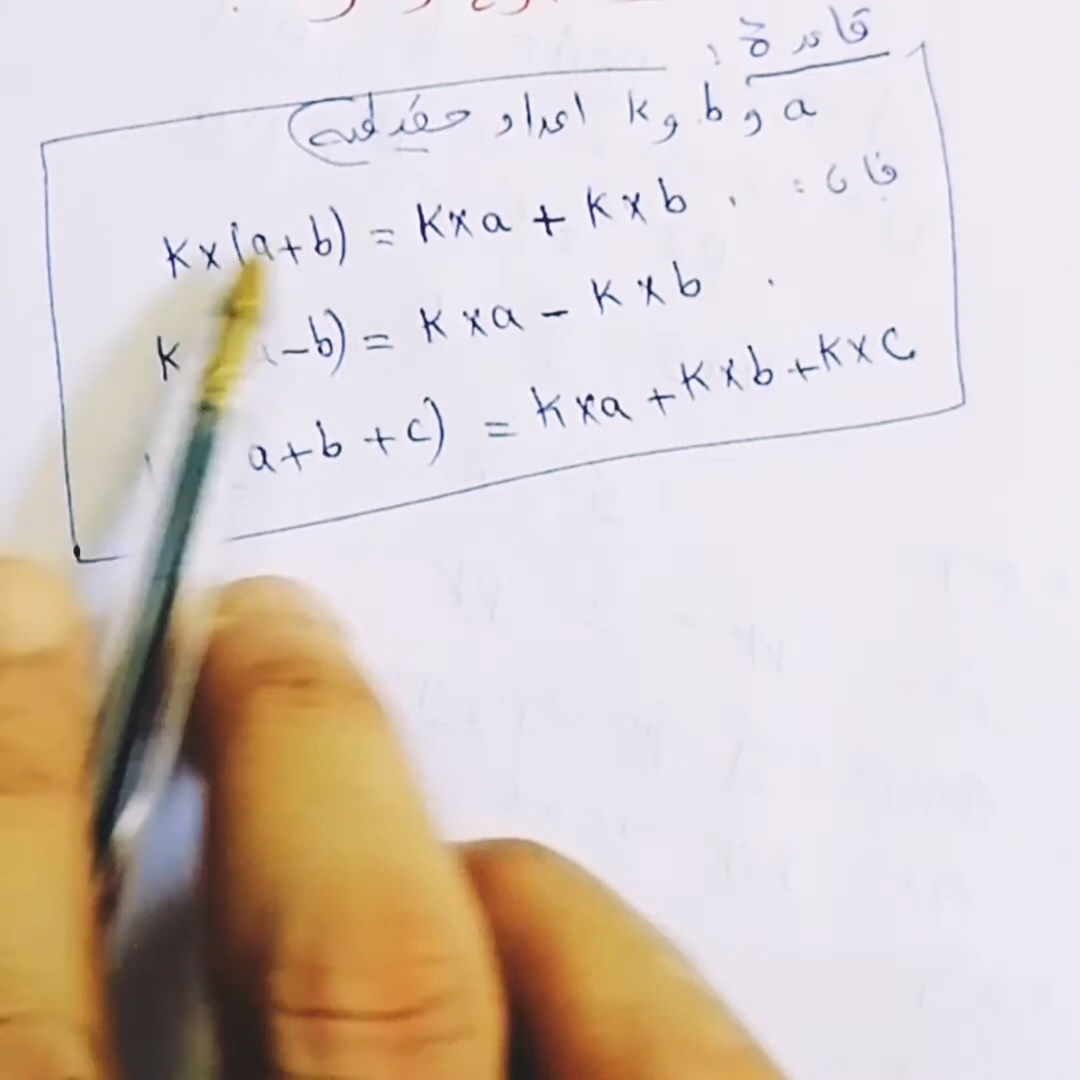 قاعدة :
a و b و k اعداد حقيقية
فان :
k×(a+b) = k×a + k×b .
k -b) = k×a - k×b .
a+b+c) = k×a + k×b + k×c